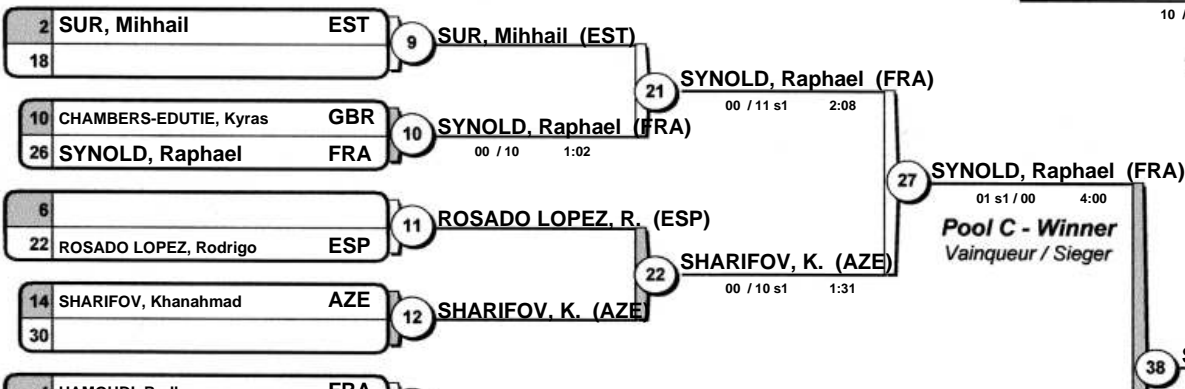 10 /
2 SUR, Mihhail EST
18
9 SUR, Mihhail (EST)
21 SYNOLD, Raphael (FRA)
00 / 11 s1 2:08
10 CHAMBERS-EDUTIE, Kyras GBR
26 SYNOLD, Raphael FRA
10 SYNOLD, Raphael (FRA)
00 / 10 1:02
27 SYNOLD, Raphael (FRA)
01 s1 / 00 4:00
Pool C - Winner
Vainqueur / Sieger
6
22 ROSADO LOPEZ, Rodrigo ESP
11 ROSADO LOPEZ, R. (ESP)
22 SHARIFOV, K. (AZE)
00 / 10 s1 1:31
14 SHARIFOV, Khanahmad AZE
30
12 SHARIFOV, K. (AZE)
38
FRA